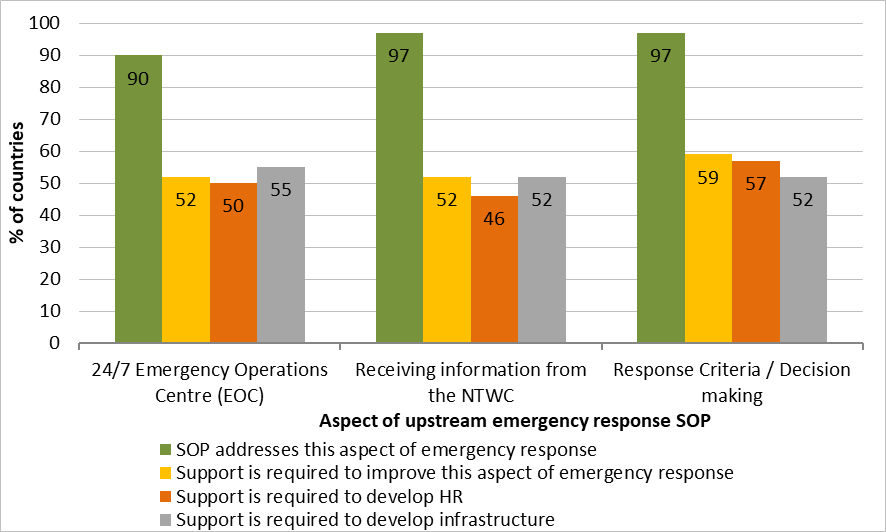 100
90
80
70
60
50
40
30
20
10
0
% of countries
90
52
50
55
97
52
46
52
97
59
57
52
24/7 Emergency Operations
Centre (EOC)
Receiving information from
the NTWC
Response Criteria / Decision
making
Aspect of upstream emergency response SOP
SOP addresses this aspect of emergency response
Support is required to improve this aspect of emergency response
Support is required to develop HR
Support is required to develop infrastructure